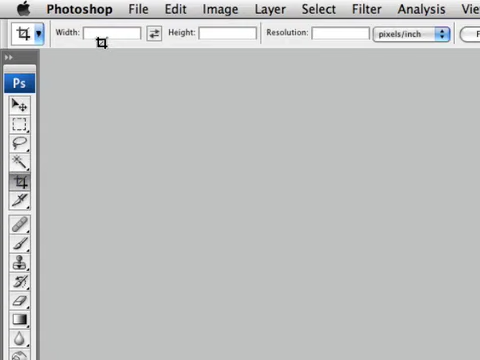 Photoshop File Edit Image Layer Select Filter Analysis
Width: Height: Resolution: pixels/inch
Ps